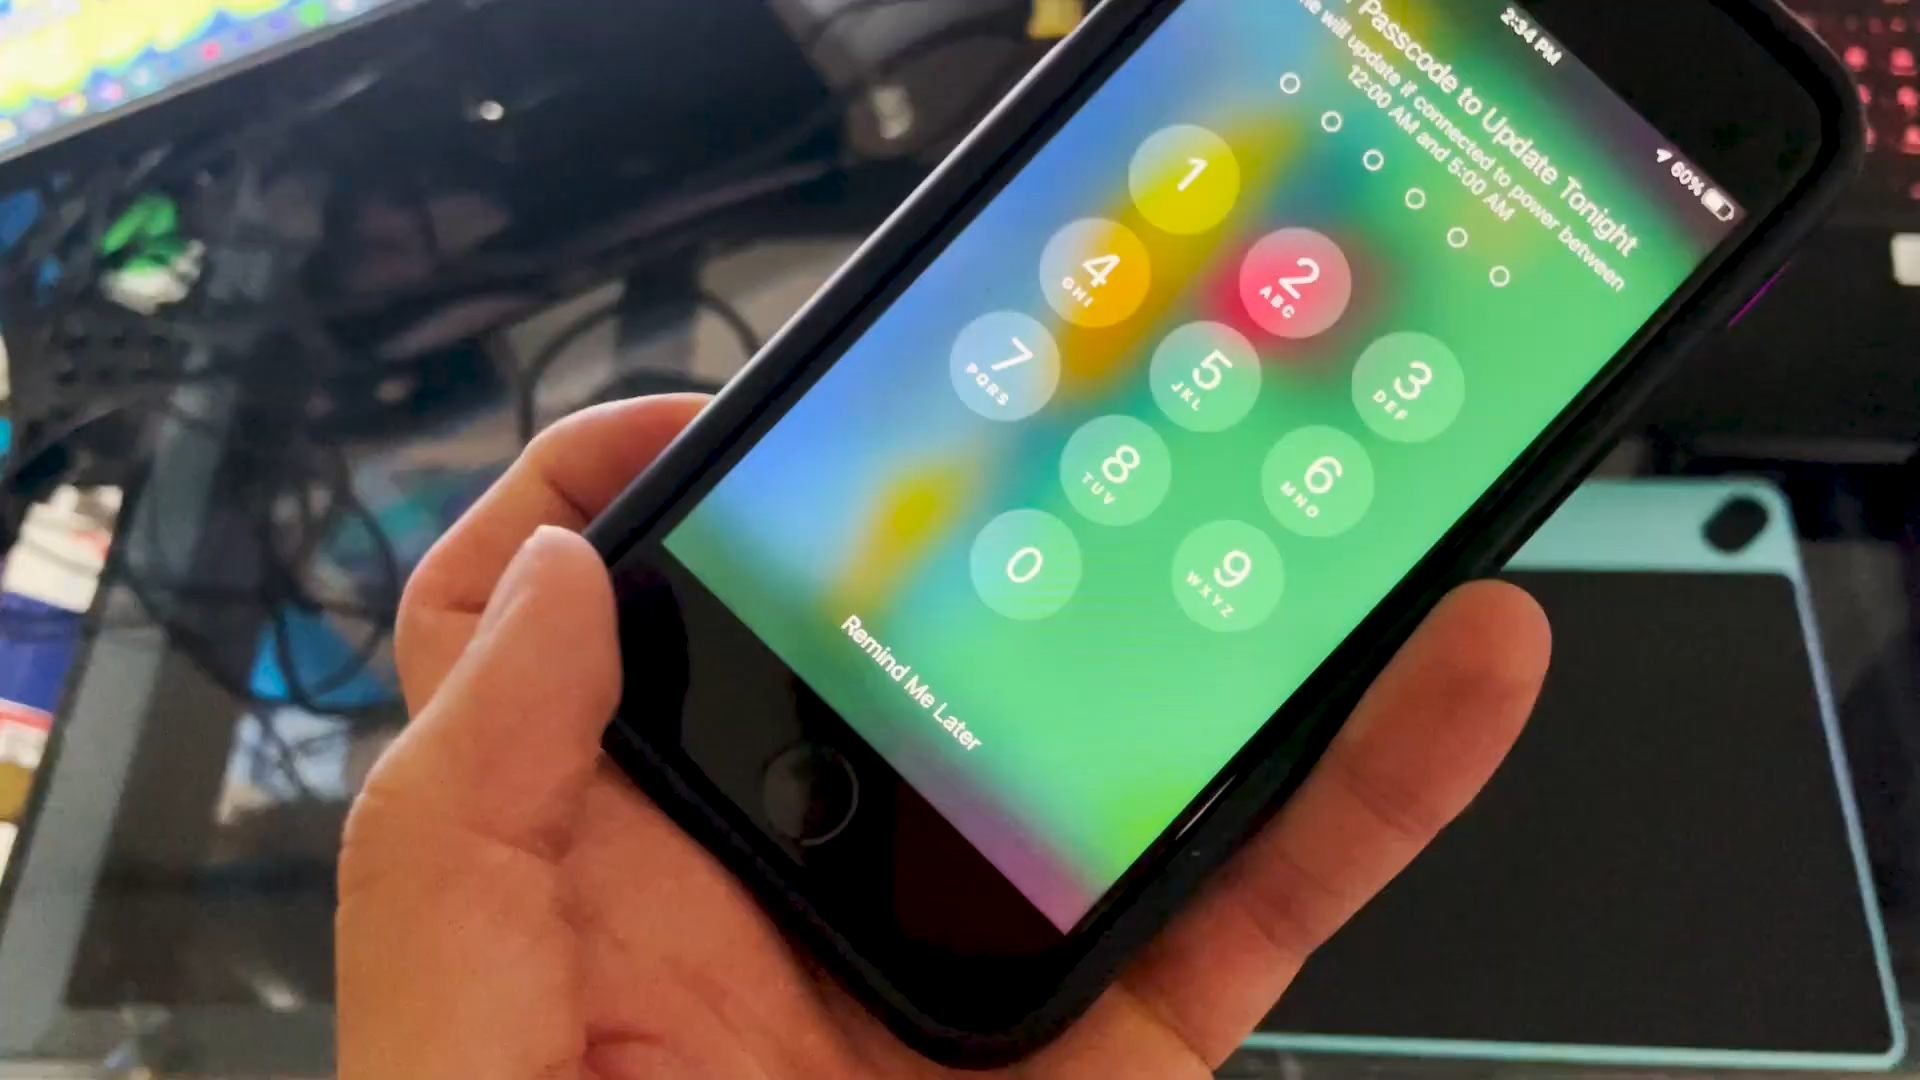 2:34 PM
60%
Passcode to Update Tonight
will update if connected to power between
12:00 AM and 5:00 AM
1
2
ABC
3
DEF
4
GHI
5
JKL
6
MNO
7
PQRS
8
TUV
9
WXYZ
0
Remind Me Later